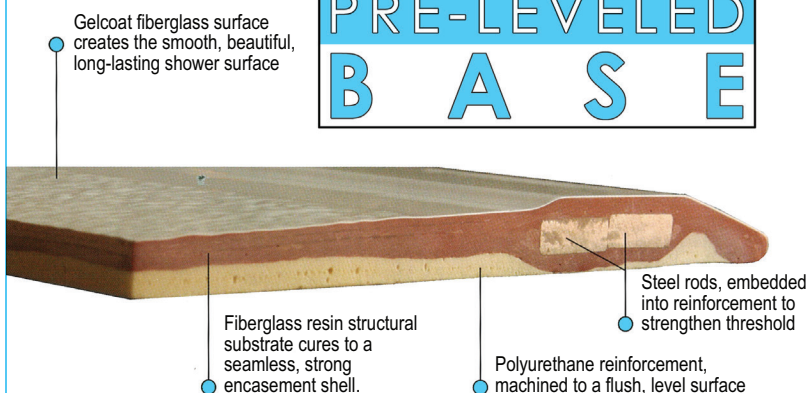 Gelcoat fiberglass surface
creates the smooth, beautiful,
long-lasting shower surface
PRE-LEVELED
BASE
Steel rods, embedded
into reinforcement to
strengthen threshold
Fiberglass resin structural
substrate cures to a
seamless, strong
encasement shell.
Polyurethane reinforcement,
machined to a flush, level surface